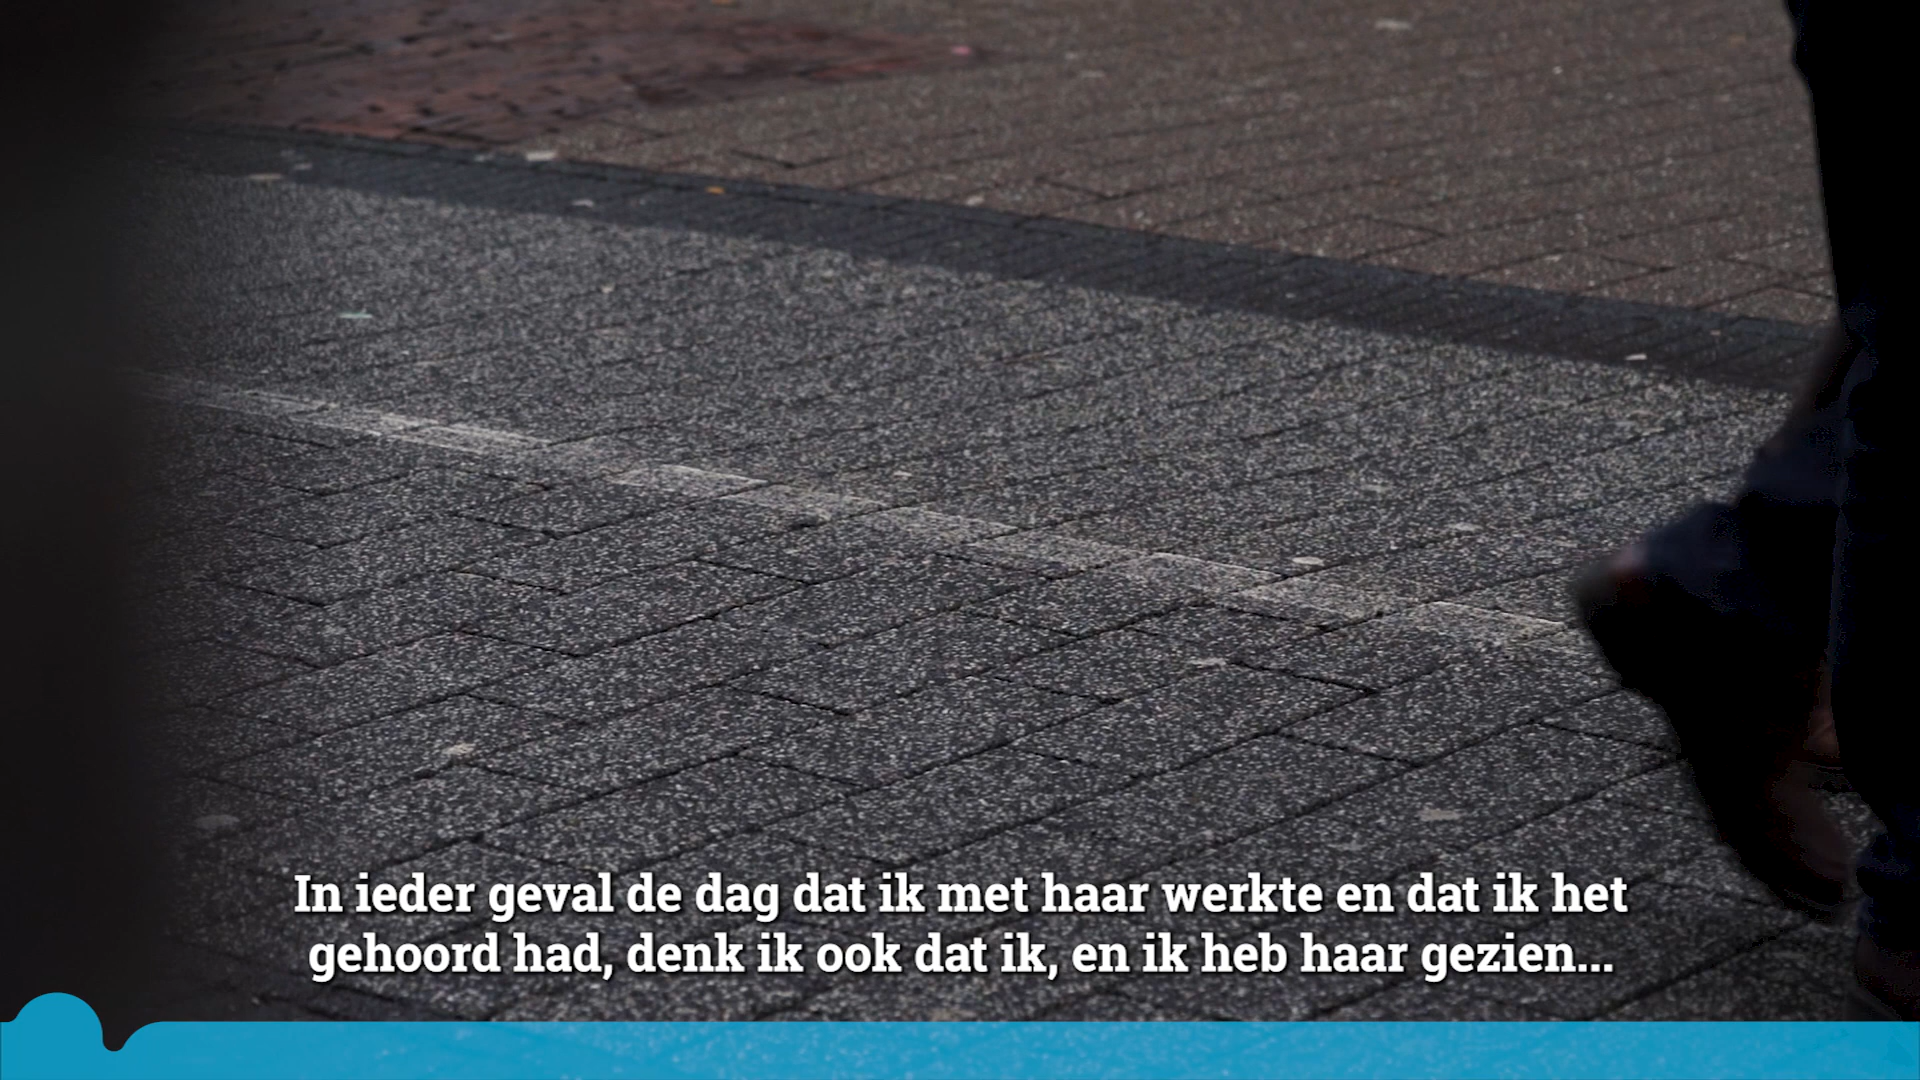 In ieder geval de dag dat ik met haar werkte en dat ik het
gehoord had, denk ik ook dat ik, en ik heb haar gezien...